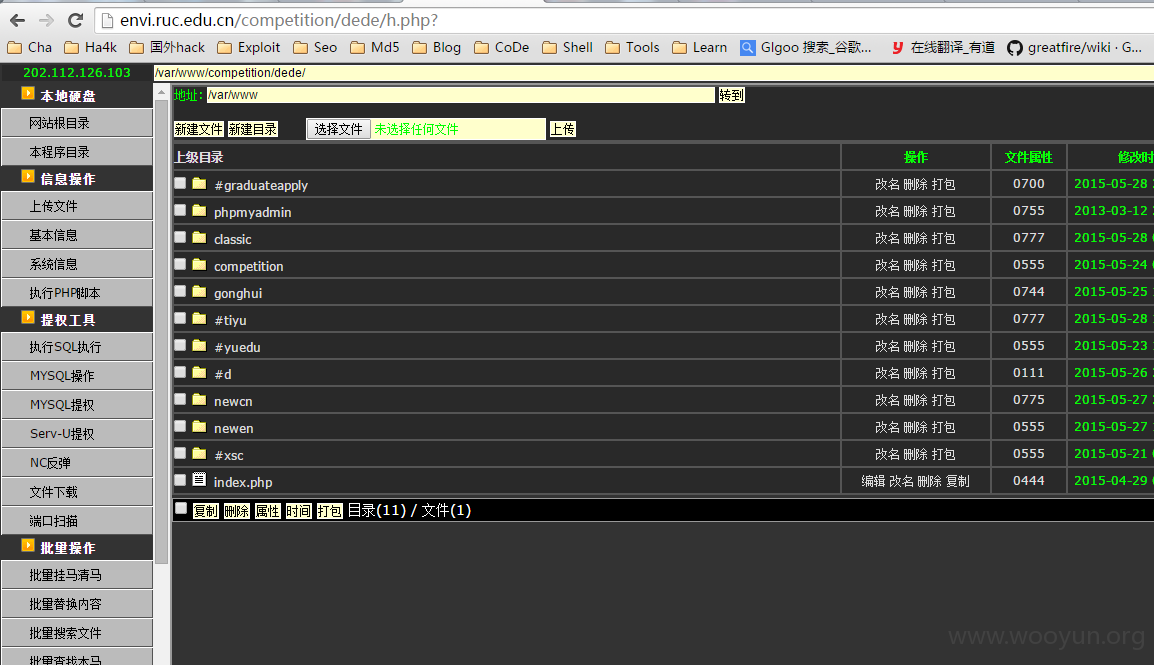 envi.ruc.edu.cn/competition/dede/h.php?
Cha Ha4k 国外hack Exploit Seo Md5 Blog CoDe Shell Tools Learn Glgoo 搜索_谷歌... 在线翻译_有道 greatfire/wiki · G...
202.112.126.103 /var/www/competition/dede/
本地硬盘
网站根目录
本程序目录
信息操作
上传文件
基本信息
系统信息
执行PHP脚本
提权工具
执行SQL执行
MYSQL操作
MYSQL提权
Serv-U提权
NC反弹
文件下载
端口扫描
批量操作
批量挂马清马
批量替换内容
批量搜索文件
批量查找木马
地址: /var/www 转到
新建文件 新建目录 选择文件 未选择任何文件 上传
上级目录 操作 文件属性 修改时
#graduateapply 改名 删除 打包 0700 2015-05-28
phpmyadmin 改名 删除 打包 0755 2013-03-12
classic 改名 删除 打包 0777 2015-05-28
competition 改名 删除 打包 0555 2015-05-24
gonghui 改名 删除 打包 0744 2015-05-25
#tiyu 改名 删除 打包 0777 2015-05-28
#yuedu 改名 删除 打包 0555 2015-05-23
#d 改名 删除 打包 0111 2015-05-26
newcn 改名 删除 打包 0775 2015-05-27
newen 改名 删除 打包 0555 2015-05-27
#xsc 改名 删除 打包 0555 2015-05-21
index.php 编辑 改名 删除 复制 0444 2015-04-29
复制 删除 属性 时间 打包 目录(11) / 文件(1)
www.wooyun.org